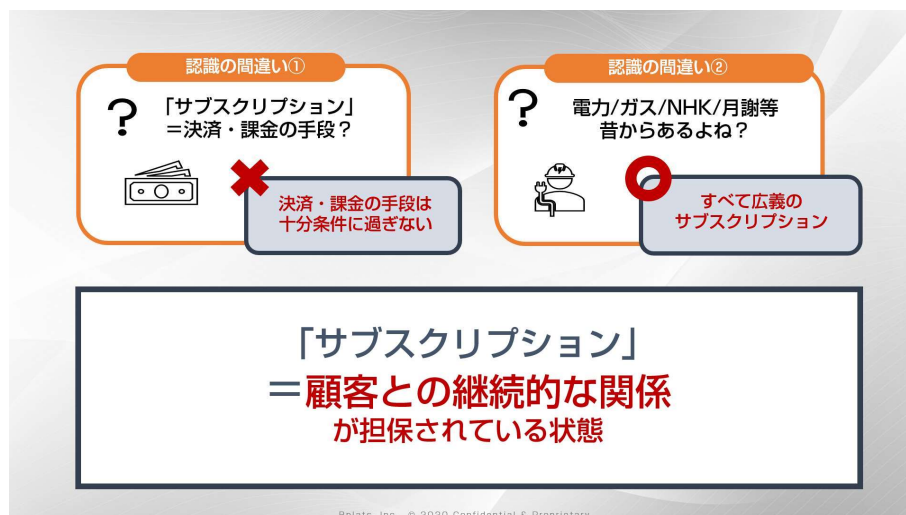 認識の間違い①
「サブスクリプション」
＝決済・課金の手段？
決済・課金の手段は
十分条件に過ぎない
認識の間違い②
電力/ガス/NHK/月謝等
昔からあるよね？
すべて広義の
サブスクリプション
「サブスクリプション」
＝顧客との継続的な関係
が担保されている状態
Bplats, Inc. © 2020 Confidential & Proprietary